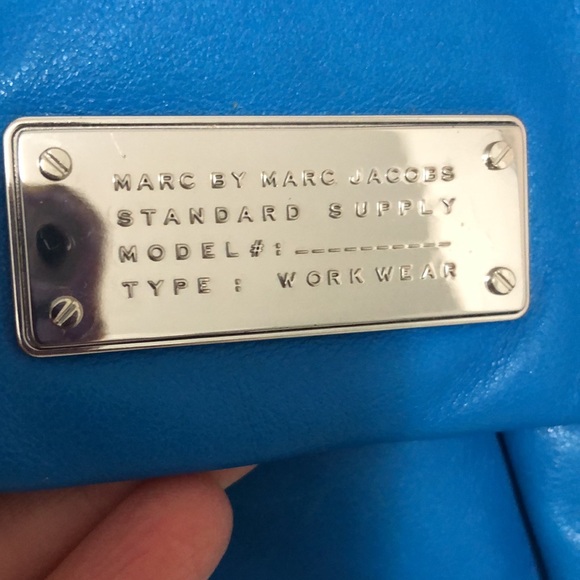 MARC BY MARC JACOBS
STANDARD SUPPLY
MODEL#:__________
TYPE: WORKWEAR